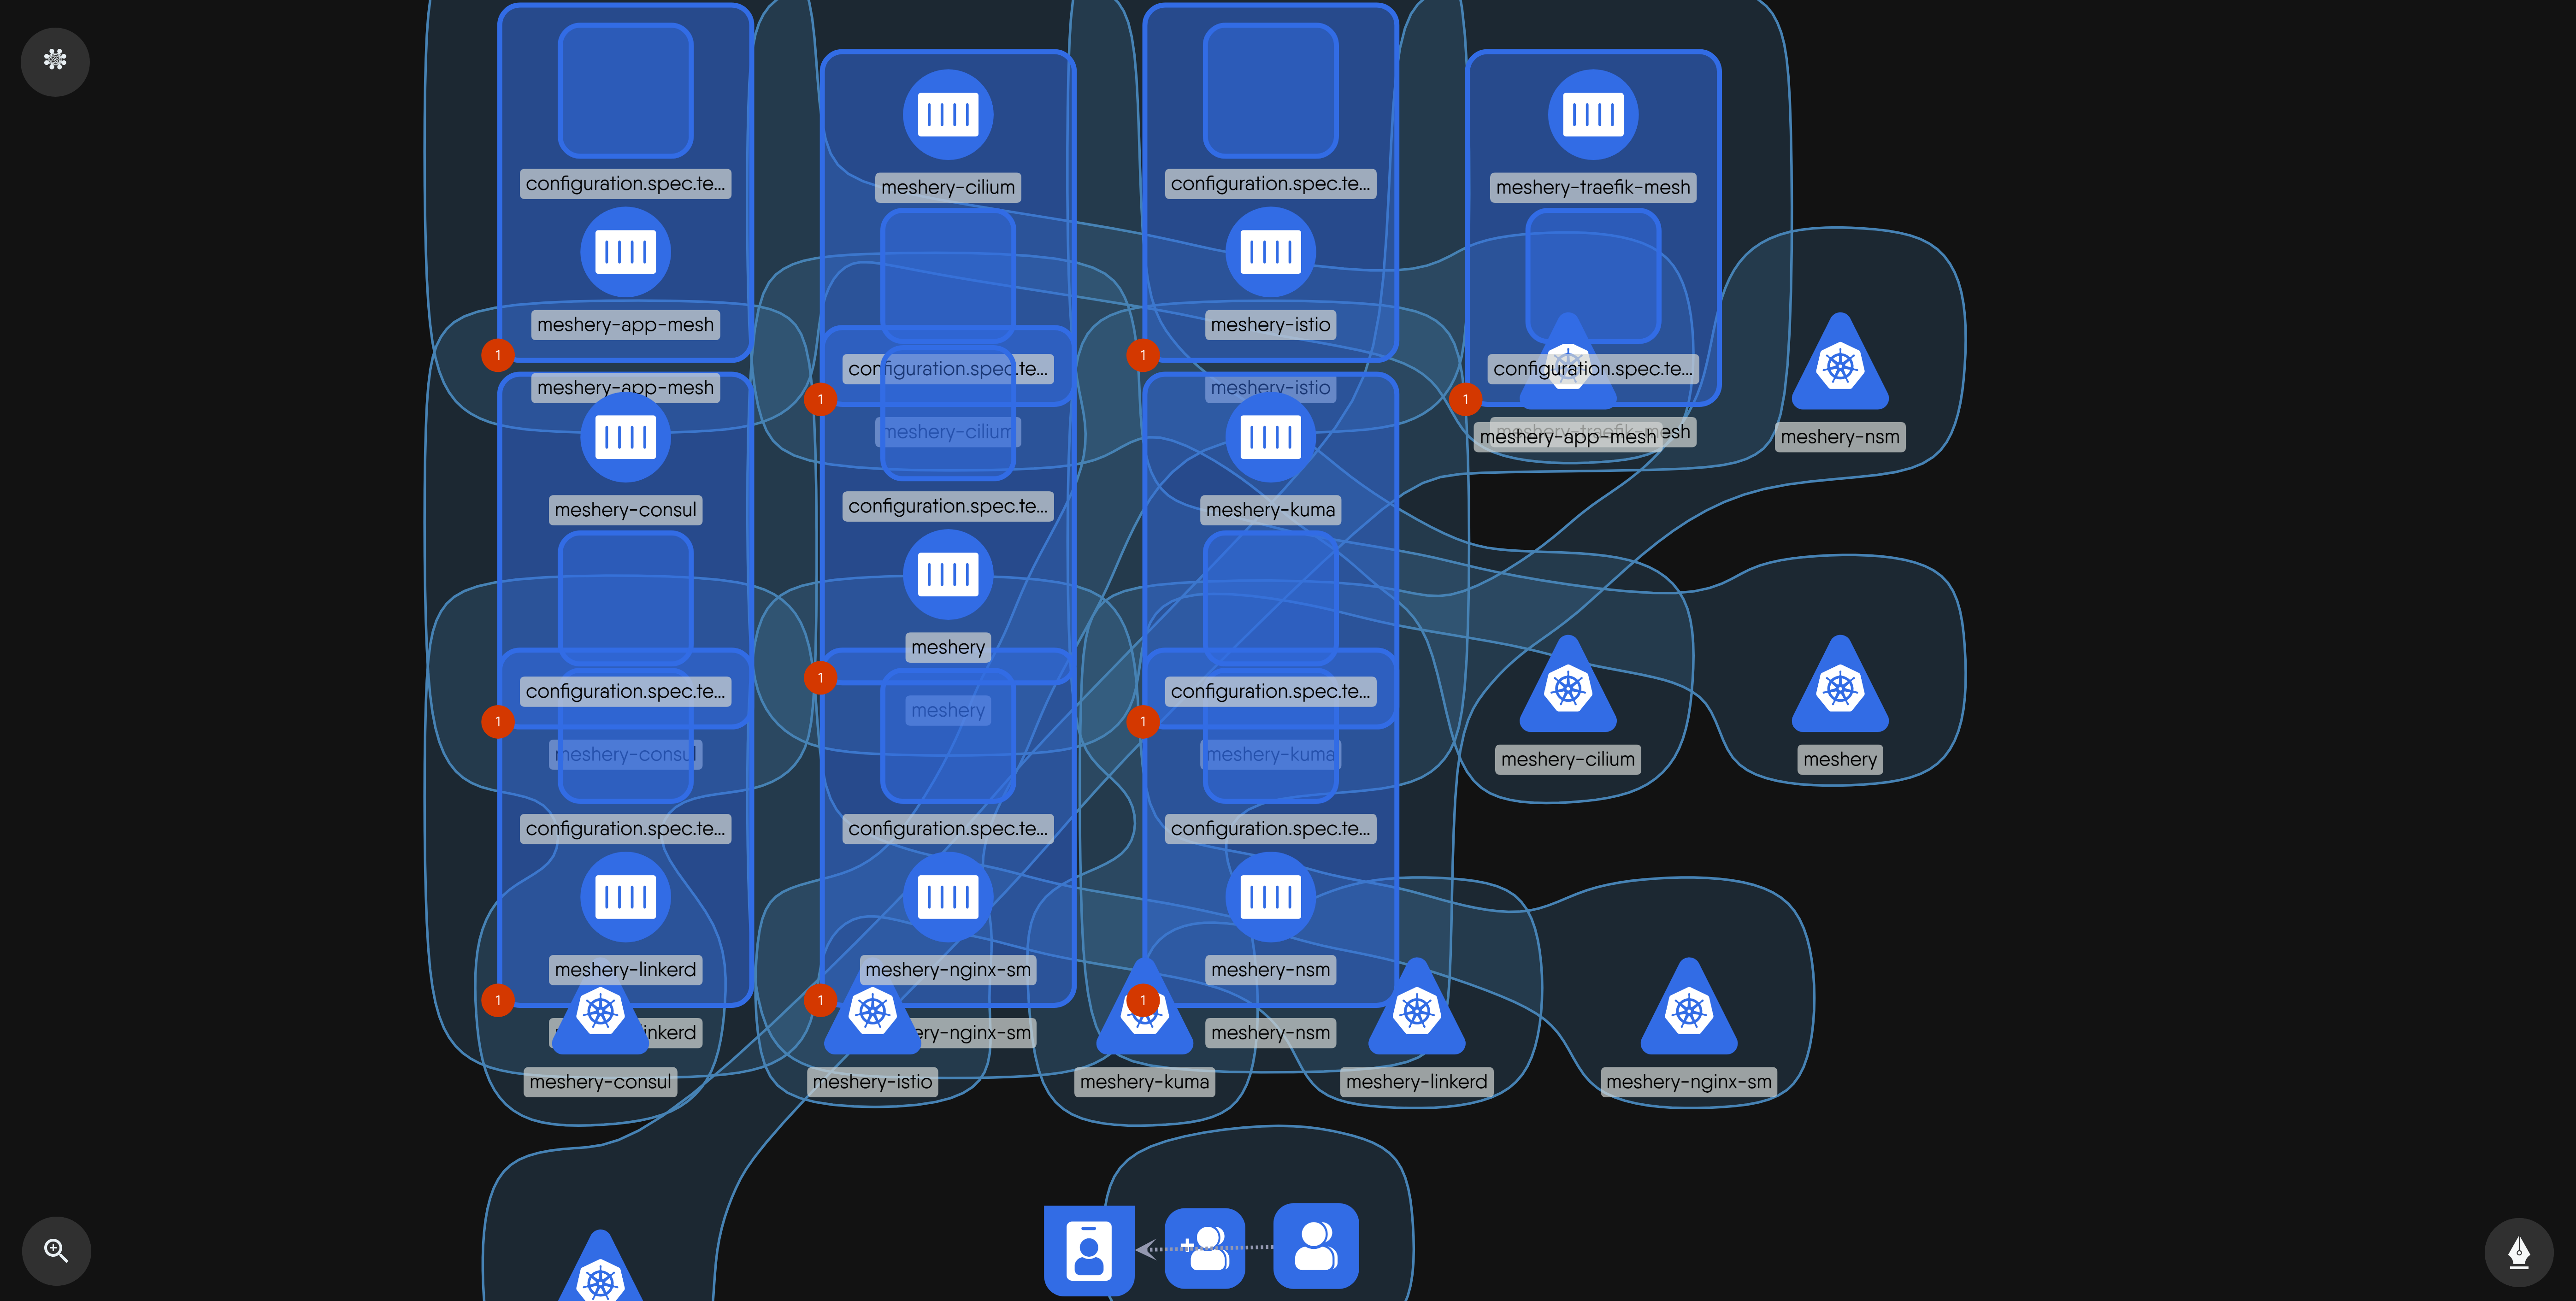 configuration.spec.te...
meshery-app-mesh
1
meshery-app-mesh
meshery-cilium
configuration.spec.te...
1
meshery-cilium
configuration.spec.te...
meshery-istio
1
meshery-istio
meshery-traefik-mesh
configuration.spec.te...
1
meshery-app-mesh
mesh
meshery-nsm
meshery-consul
configuration.spec.te...
1
meshery-consul
configuration.spec.te...
meshery
1
meshery
meshery-kuma
configuration.spec.te...
1
meshery-kuma
meshery-cilium
meshery
configuration.spec.te...
meshery-linkerd
1
inkerd
meshery-consul
configuration.spec.te...
meshery-nginx-sm
1
ery-nginx-sm
meshery-istio
configuration.spec.te...
meshery-nsm
1
meshery-nsm
meshery-kuma
meshery-linkerd
meshery-nginx-sm